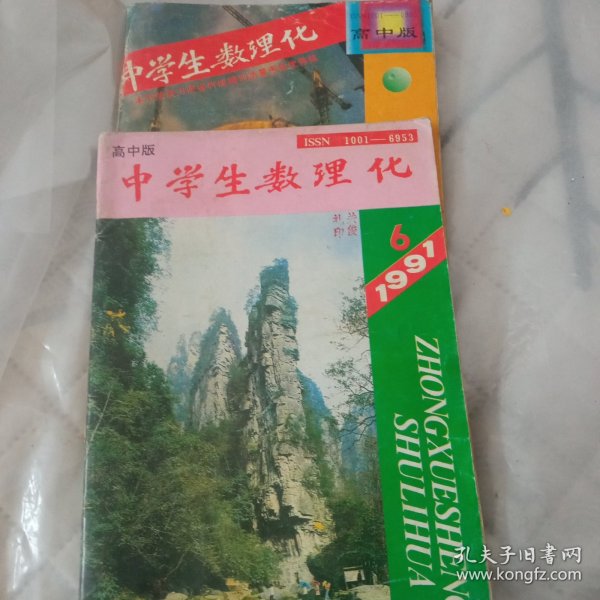 中学生数理化
高中版
ISSN 1001—6953
高中版
中学生数理化
6
1991
ZHONGXUESHENG
SHULIHUA
孔夫子旧书网
www.kongfz.com